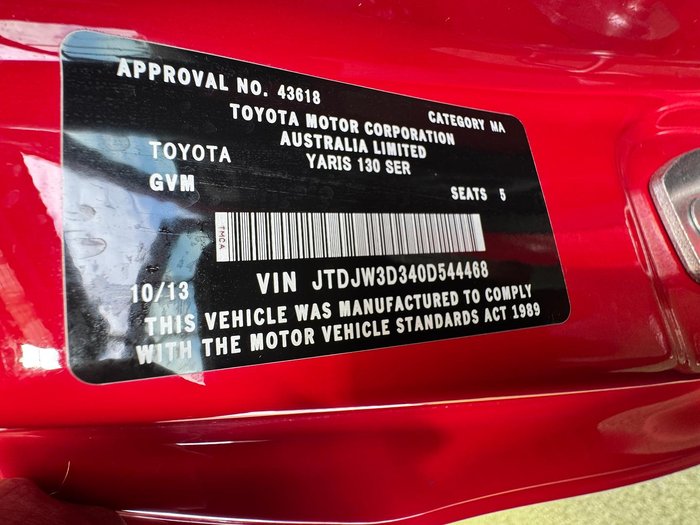 APPROVAL NO. 43618
CATEGORY MA
TOYOTA MOTOR CORPORATION
AUSTRALIA LIMITED
TOYOTA YARIS 130 SER
GVM
SEATS 5
TMCA
VIN JTDJW3D340D544468
10/13
THIS VEHICLE WAS MANUFACTURED TO COMPLY
WITH THE MOTOR VEHICLE STANDARDS ACT 1989